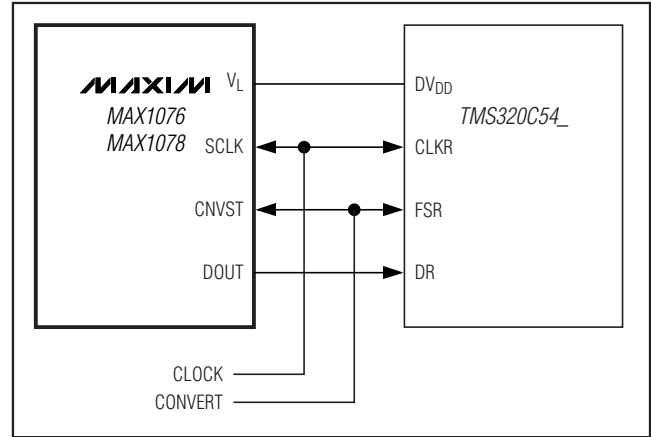 MAXIM
MAX1076
MAX1078
VL
SCLK
CNVST
DOUT
DVDD
TMS320C54_
CLKR
FSR
DR
CLOCK
CONVERT